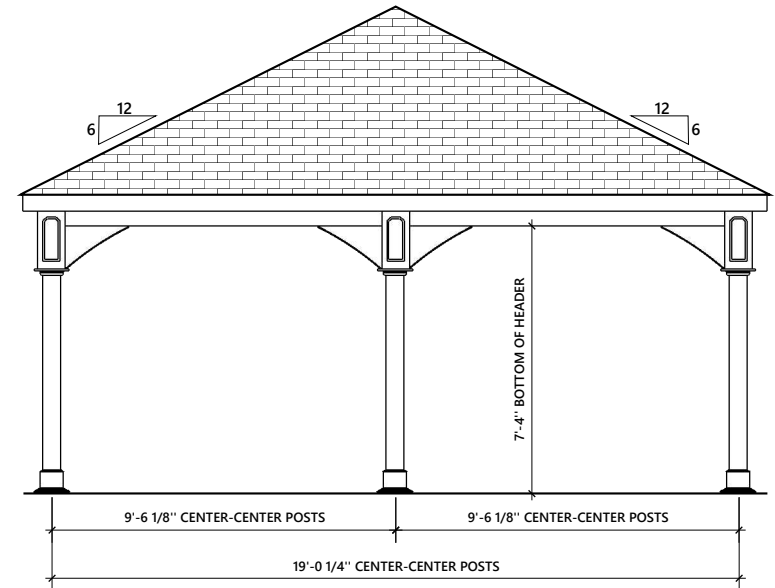 12
6
12
6
7'-4'' BOTTOM OF HEADER
9'-6 1/8'' CENTER-CENTER POSTS
9'-6 1/8'' CENTER-CENTER POSTS
19'-0 1/4'' CENTER-CENTER POSTS